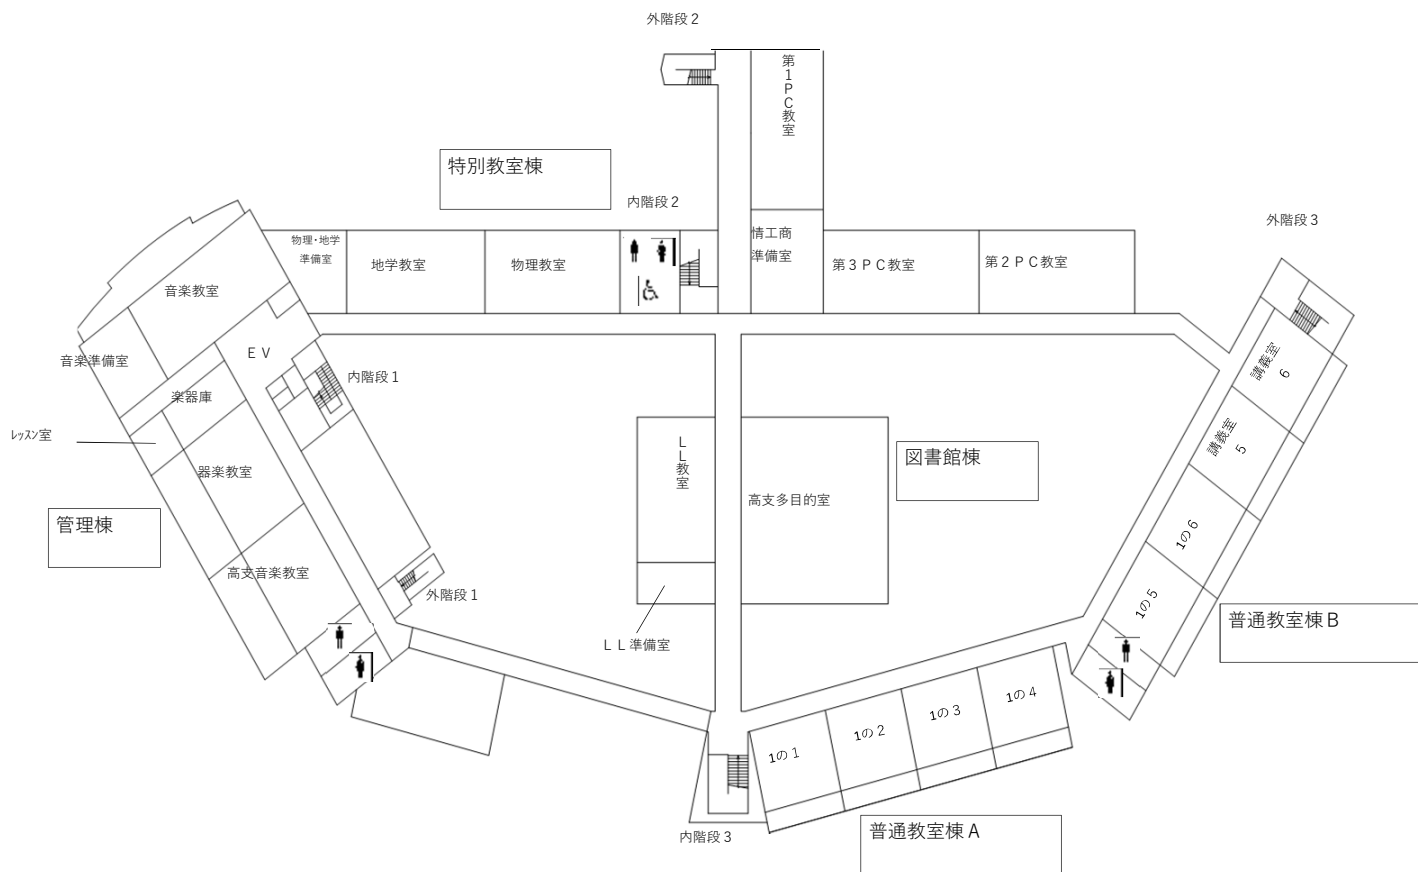 外階段２
第１ＰＣ教室
特別教室棟
内階段２
外階段３
物理・地学
準備室
地学教室
物理教室
情工商
準備室
第３ＰＣ教室
第２ＰＣ教室
音楽教室
音楽準備室
ＥＶ
内階段１
楽器庫
ﾚｯｽﾝ室
器楽教室
管理棟
高支音楽教室
外階段１
ＬＬ教室
高支多目的室
図書館棟
ＬＬ準備室
講義室
６
講義室
５
1の６
1の５
普通教室棟Ｂ
1の１
1の２
1の３
1の４
内階段３
普通教室棟Ａ